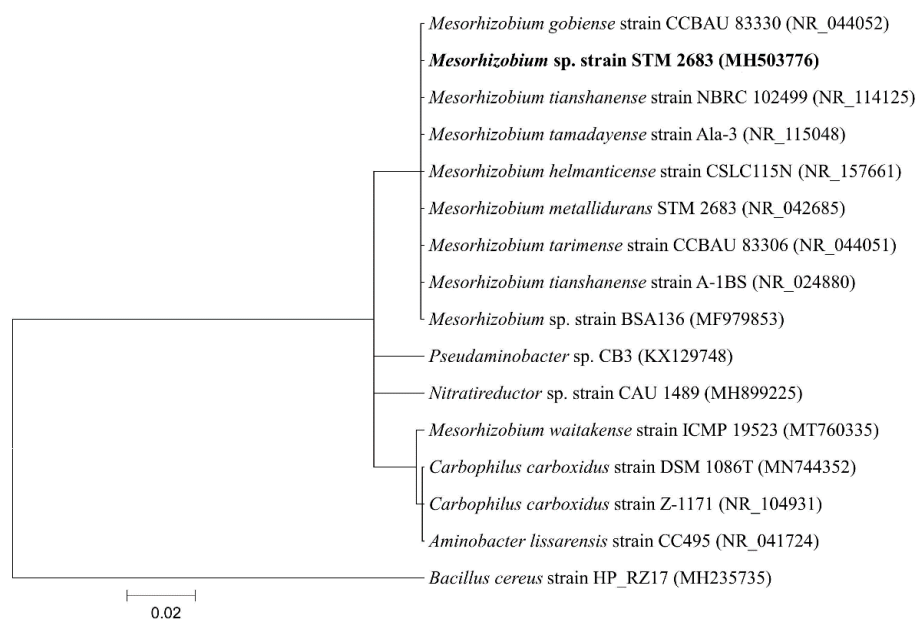 Mesorhizobium gobiense strain CCBAU 83330 (NR_044052)
Mesorhizobium sp. strain STM 2683 (MH503776)
Mesorhizobium tianshanense strain NBRC 102499 (NR_114125)
Mesorhizobium tamadayense strain Ala-3 (NR_115048)
Mesorhizobium helmanticense strain CSLC115N (NR_157661)
Mesorhizobium metallidurans STM 2683 (NR_042685)
Mesorhizobium tarimense strain CCBAU 83306 (NR_044051)
Mesorhizobium tianshanense strain A-1BS (NR_024880)
Mesorhizobium sp. strain BSA136 (MF979853)
Pseudaminobacter sp. CB3 (KX129748)
Nitratireductor sp. strain CAU 1489 (MH899225)
Mesorhizobium waitakense strain ICMP 19523 (MT760335)
Carbophilus carboxidus strain DSM 1086T (MN744352)
Carbophilus carboxidus strain Z-1171 (NR_104931)
Aminobacter lissarensis strain CC495 (NR_041724)
Bacillus cereus strain HP_RZ17 (MH235735)
0.02